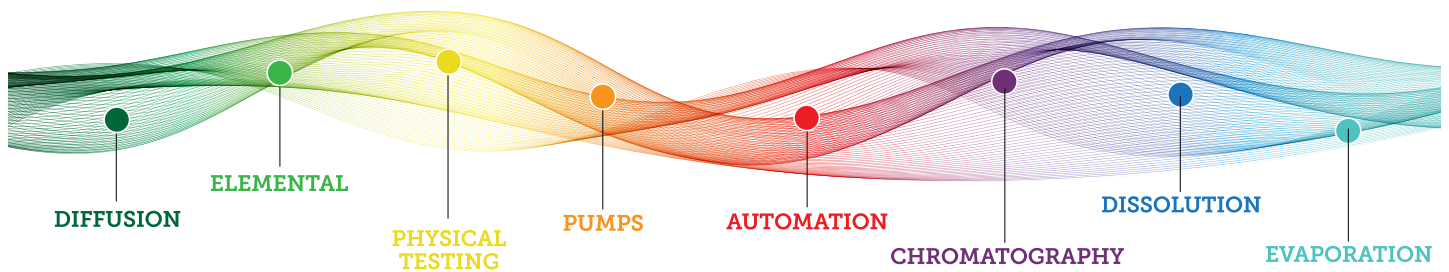 DIFFUSION
ELEMENTAL
PHYSICAL
TESTING
PUMPS
AUTOMATION
CHROMATOGRAPHY
DISSOLUTION
EVAPORATION